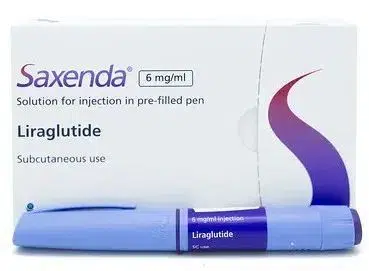 Saxenda® 6 mg/ml
Solution for injection in pre-filled pen
Liraglutide
Subcutaneous use
6 mg/ml injection
Liraglutide